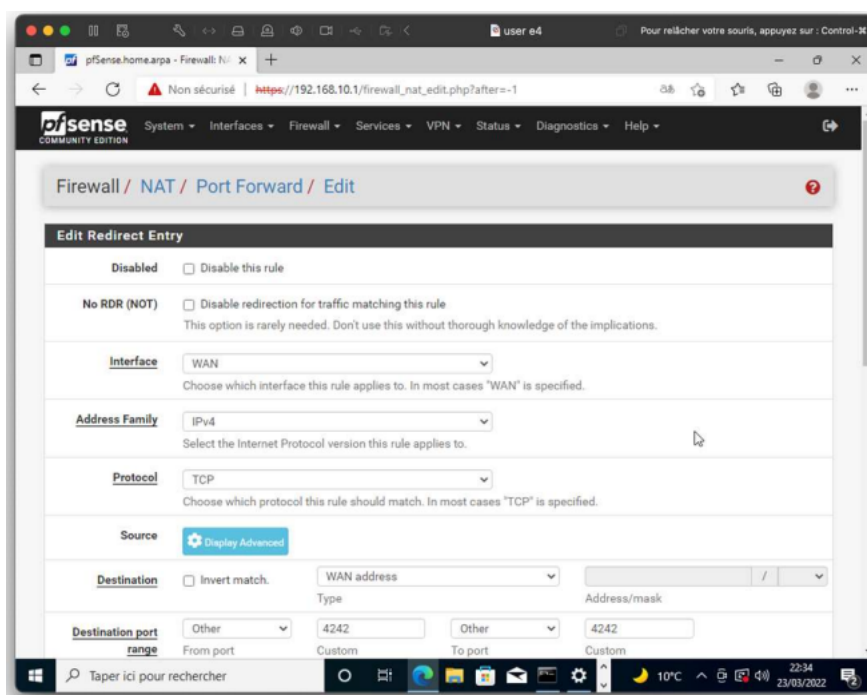 user e4
Pour relâcher votre souris, appuyez sur : Control-⌘
pfSense.home.arpa - Firewall: NA
Non sécurisé | https://192.168.10.1/firewall_nat_edit.php?after=-1
pfsense System Interfaces Firewall Services VPN Status Diagnostics Help
COMMUNITY EDITION
Firewall / NAT / Port Forward / Edit
Edit Redirect Entry
Disabled Disable this rule
No RDR (NOT) Disable redirection for traffic matching this rule
This option is rarely needed. Don't use this without thorough knowledge of the implications.
Interface WAN
Choose which interface this rule applies to. In most cases "WAN" is specified.
Address Family IPv4
Select the Internet Protocol version this rule applies to.
Protocol TCP
Choose which protocol this rule should match. In most cases "TCP" is specified.
Source Display Advanced
Destination Invert match. WAN address /
Type Address/mask
Destination port range Other 4242 Other 4242
From port Custom To port Custom
Taper ici pour rechercher 10°C 22:34
23/03/2022 2